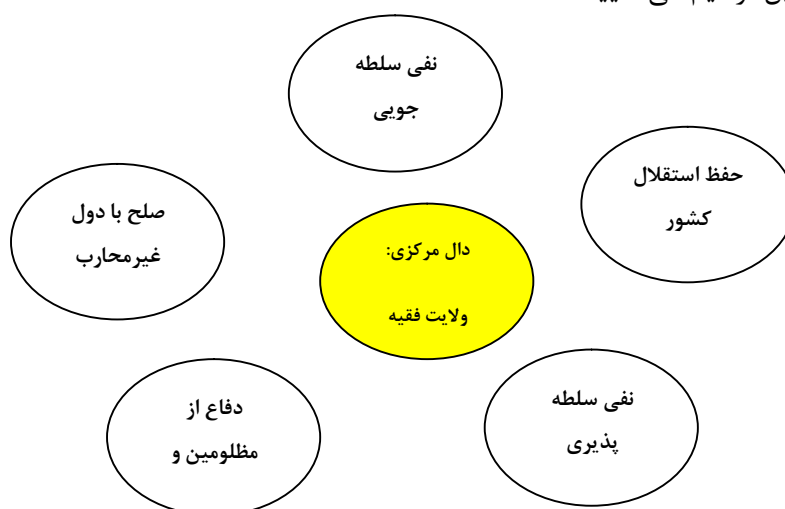 نفی سلطه
جویی
حفظ استقلال
کشور
صلح با دول
غیرمحارب
دال مرکزی:
ولایت فقیه
نفی سلطه
پذیری
دفاع از
مظلومین و